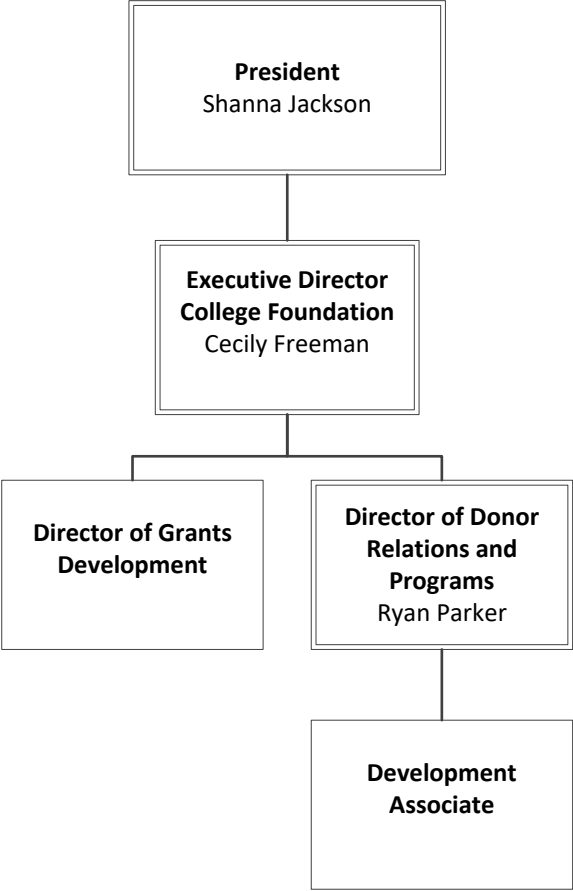 President
Shanna Jackson
Executive Director
College Foundation
Cecily Freeman
Director of Grants
Development
Director of Donor
Relations and
Programs
Ryan Parker
Development
Associate